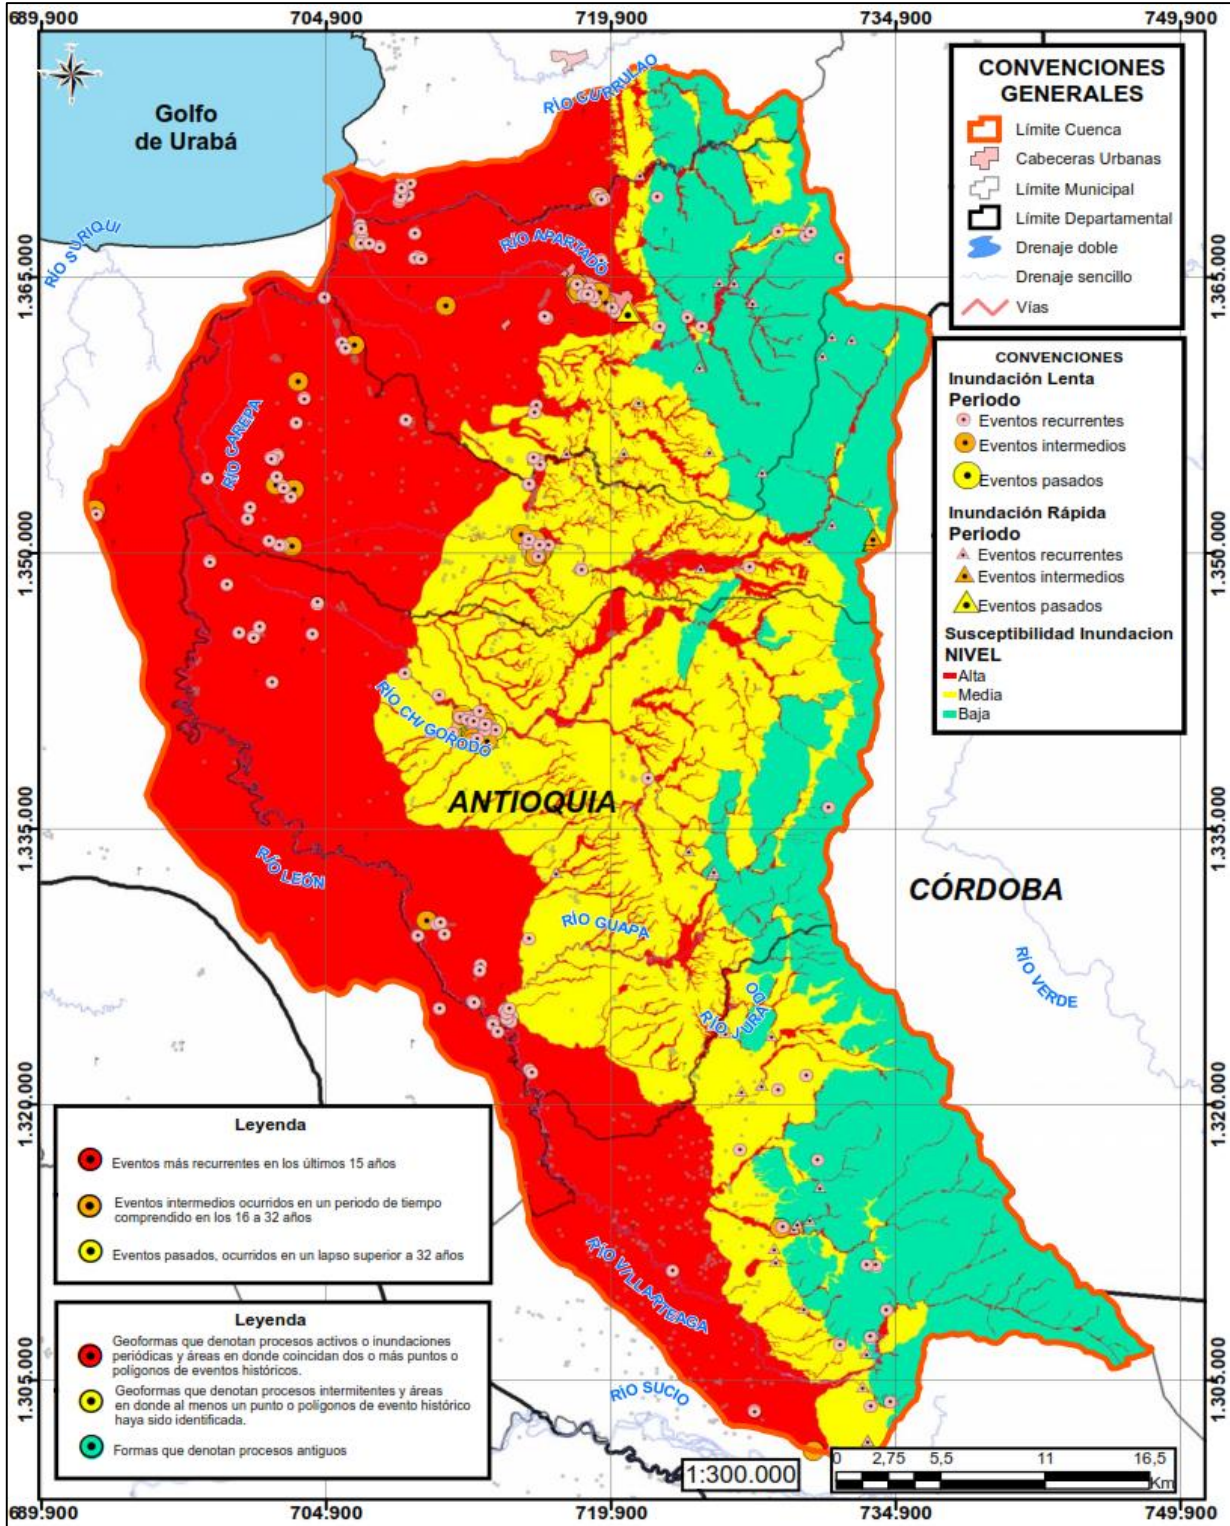 689,900 704,900 719,900 734,900 749,900
Golfo
de Urabá
RÍO CURRULAO
RÍO SURIQUI
RÍO APARTADÓ
RÍO CAREPA
RÍO CHIGORODÓ
ANTIOQUIA
RÍO LEÓN
RÍO GUAPA
CÓRDOBA
RÍO VERDE
RÍO JURADO
RÍO VILLARTEAGA
RÍO SUCIO
1.365.000
1.350.000
1.335.000
1.320.000
1.305.000
1.365.000
1.350.000
1.335.000
1.320.000
1.305.000
CONVENCIONES
GENERALES
Límite Cuenca
Cabeceras Urbanas
Límite Municipal
Límite Departamental
Drenaje doble
Drenaje sencillo
Vías
CONVENCIONES
Inundación Lenta
Periodo
Eventos recurrentes
Eventos intermedios
Eventos pasados
Inundación Rápida
Periodo
Eventos recurrentes
Eventos intermedios
Eventos pasados
Susceptibilidad Inundacion
NIVEL
Alta
Media
Baja
Leyenda
Eventos más recurrentes en los últimos 15 años
Eventos intermedios ocurridos en un periodo de tiempo
comprendido en los 16 a 32 años
Eventos pasados, ocurridos en un lapso superior a 32 años
Leyenda
Geoformas que denotan procesos activos o inundaciones
periódicas y áreas en donde coincidan dos o más puntos o
polígonos de eventos históricos.
Geoformas que denotan procesos intermitentes y áreas
en donde al menos un punto o polígonos de evento histórico
haya sido identificada.
Formas que denotan procesos antiguos
1:300.000
0 2,75 5,5 11 16,5
Km
689,900 704,900 719,900 734,900 749,900